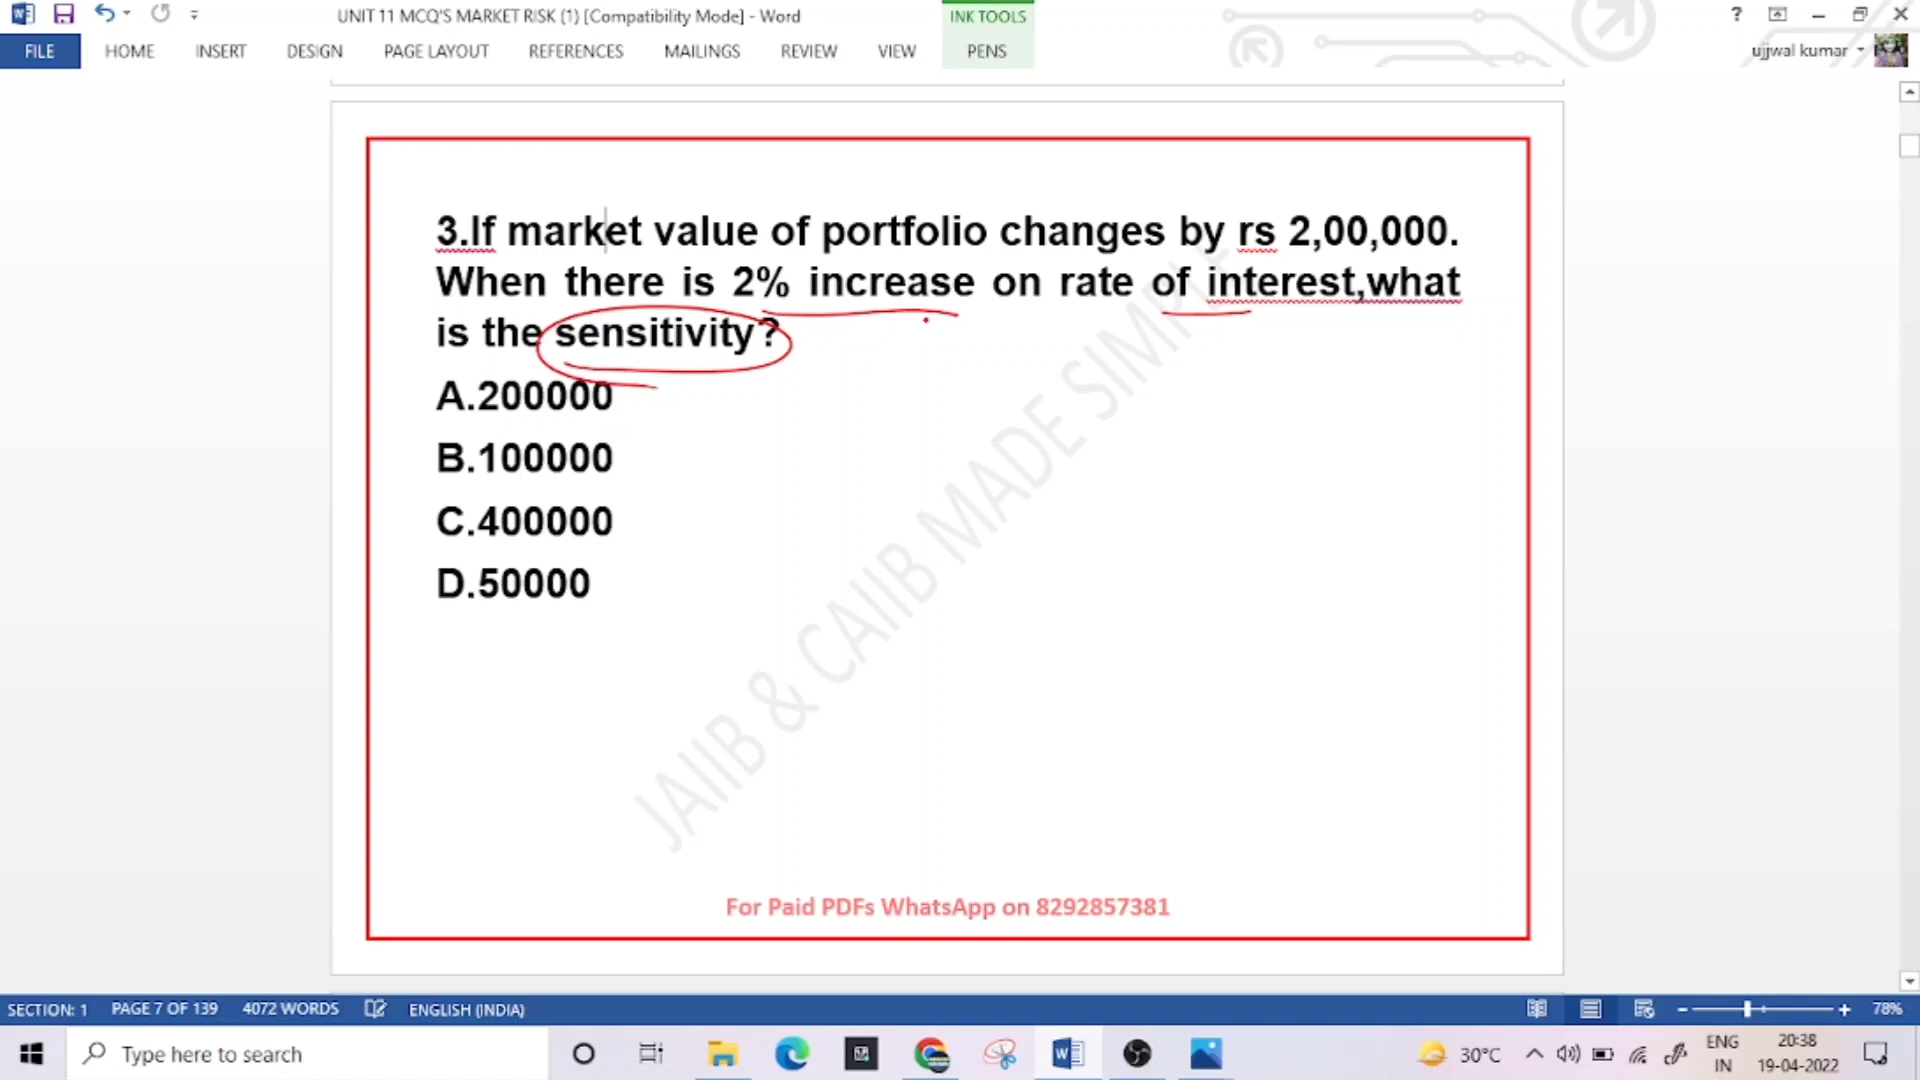 UNIT 11 MCQ'S MARKET RISK (1) [Compatibility Mode] - Word
INK TOOLS
?
FILE HOME INSERT DESIGN PAGE LAYOUT REFERENCES MAILINGS REVIEW VIEW PENS
ujjwal kumar
3.If market value of portfolio changes by rs 2,00,000.
When there is 2% increase on rate of interest,what
is the sensitivity?
A.200000
B.100000
C.400000
D.50000
JAIIB & CAIIB MADE SIMPLE
For Paid PDFs WhatsApp on 8292857381
SECTION: 1 PAGE 7 OF 139 4072 WORDS ENGLISH (INDIA) 78%
Type here to search
30°C
ENG
IN
20:38
19-04-2022